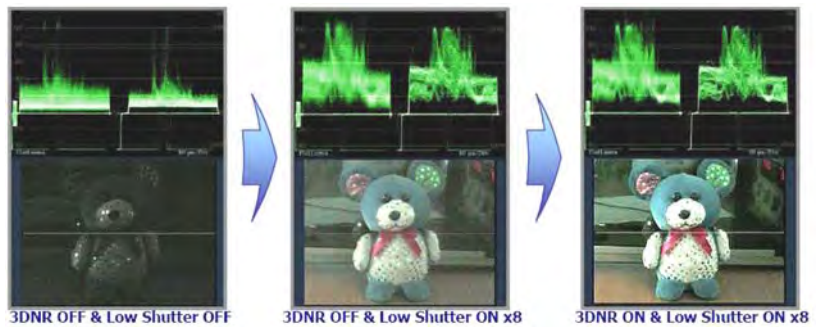 3DNR OFF & Low Shutter OFF
3DNR OFF & Low Shutter ON x8
3DNR ON & Low Shutter ON x8